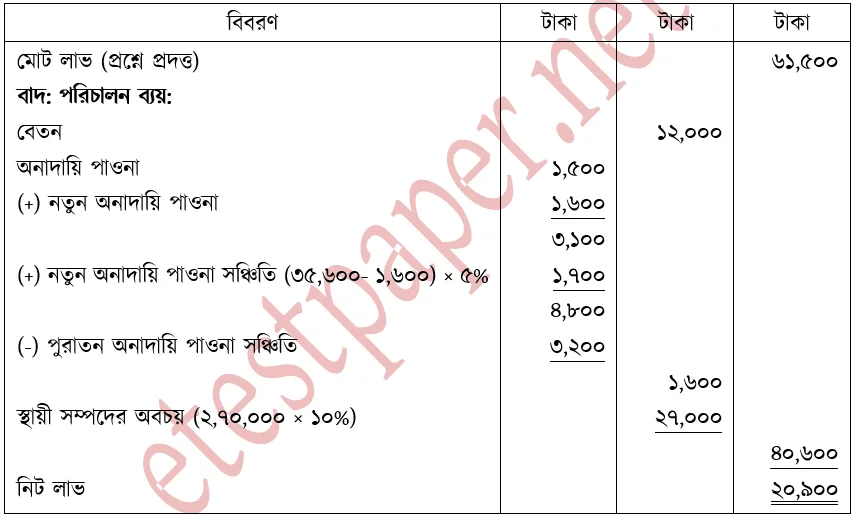 বিবরণ টাকা টাকা টাকা
মোট লাভ (প্রশ্নে প্রদত্ত) ৬১,৫০০
বাদ: পরিচালন ব্যয়:
বেতন ১২,০০০
অনাদায়ি পাওনা ১,৫০০
(+) নতুন অনাদায়ি পাওনা ১,৬০০
৩,১০০
(+) নতুন অনাদায়ি পাওনা সঞ্চিতি (৩৫,৬০০- ১,৬০০) × ৫% ১,৭০০
৪,৮০০
(-) পুরাতন অনাদায়ি পাওনা সঞ্চিতি ৩,২০০
১,৬০০
স্থায়ী সম্পদের অবচয় (২,৭০,০০০ × ১০%) ২৭,০০০
৪০,৬০০
নিট লাভ ২০,৯০০
etestpaper.net